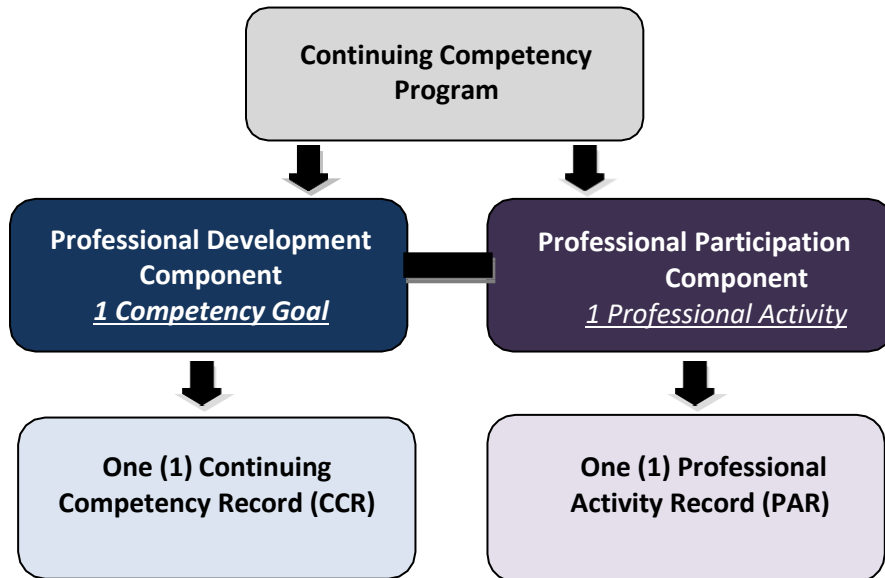 Continuing Competency
Program
Professional Development
Component
1 Competency Goal
Professional Participation
Component
1 Professional Activity
One (1) Continuing
Competency Record (CCR)
One (1) Professional
Activity Record (PAR)